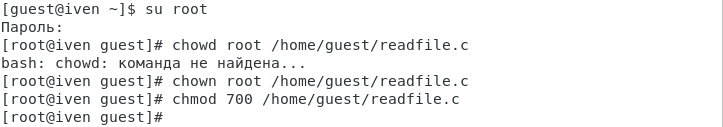 [guest@iven ~]$ su root
Пароль:
[root@iven guest]# chowd root /home/guest/readfile.c
bash: chowd: команда не найдена...
[root@iven guest]# chown root /home/guest/readfile.c
[root@iven guest]# chmod 700 /home/guest/readfile.c
[root@iven guest]#